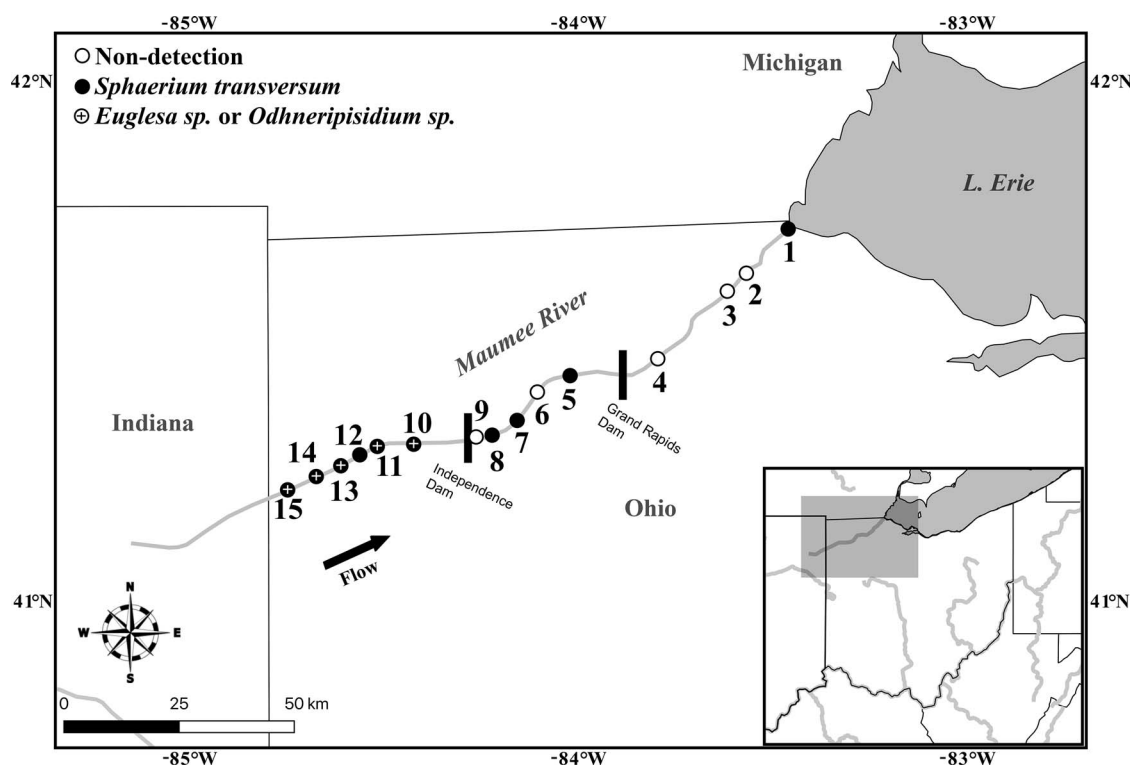 -85°W
-84°W
-83°W
Non-detection
Sphaerium transversum
Euglesa sp. or Odhneripisidium sp.
42°N
42°N
Michigan
L. Erie
1
2
3
Maumee River
4
5
6
Grand Rapids
Dam
Indiana
7
8
9
10
11
12
13
14
15
Independence
Dam
Ohio
Flow
41°N
41°N
N
W
E
S
0
25
50 km
-85°W
-84°W
-83°W